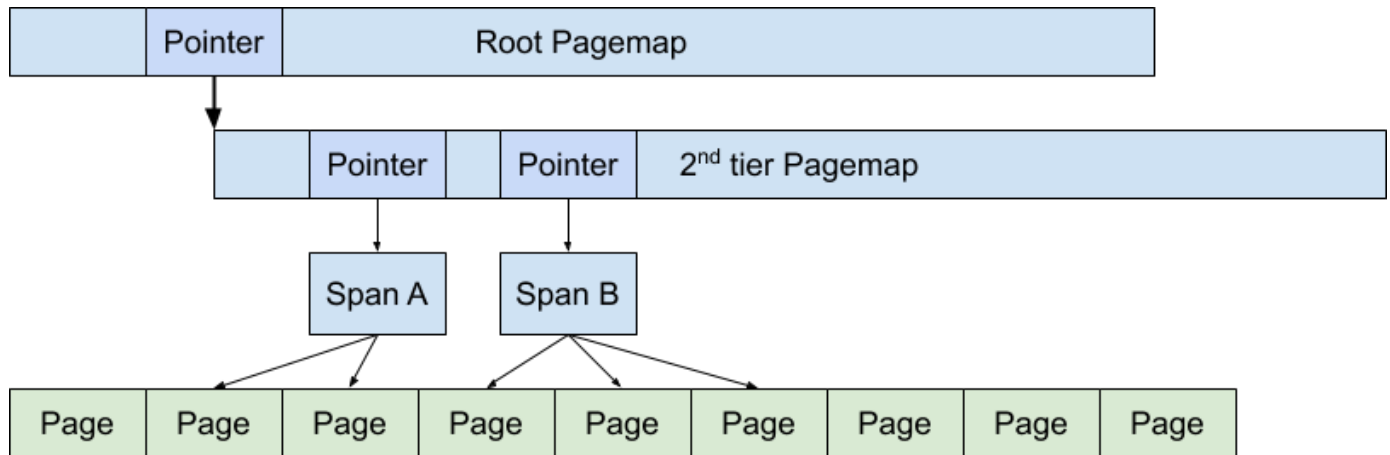 Pointer Root Pagemap
Pointer Pointer 2nd tier Pagemap
Span A Span B
Page Page Page Page Page Page Page Page Page